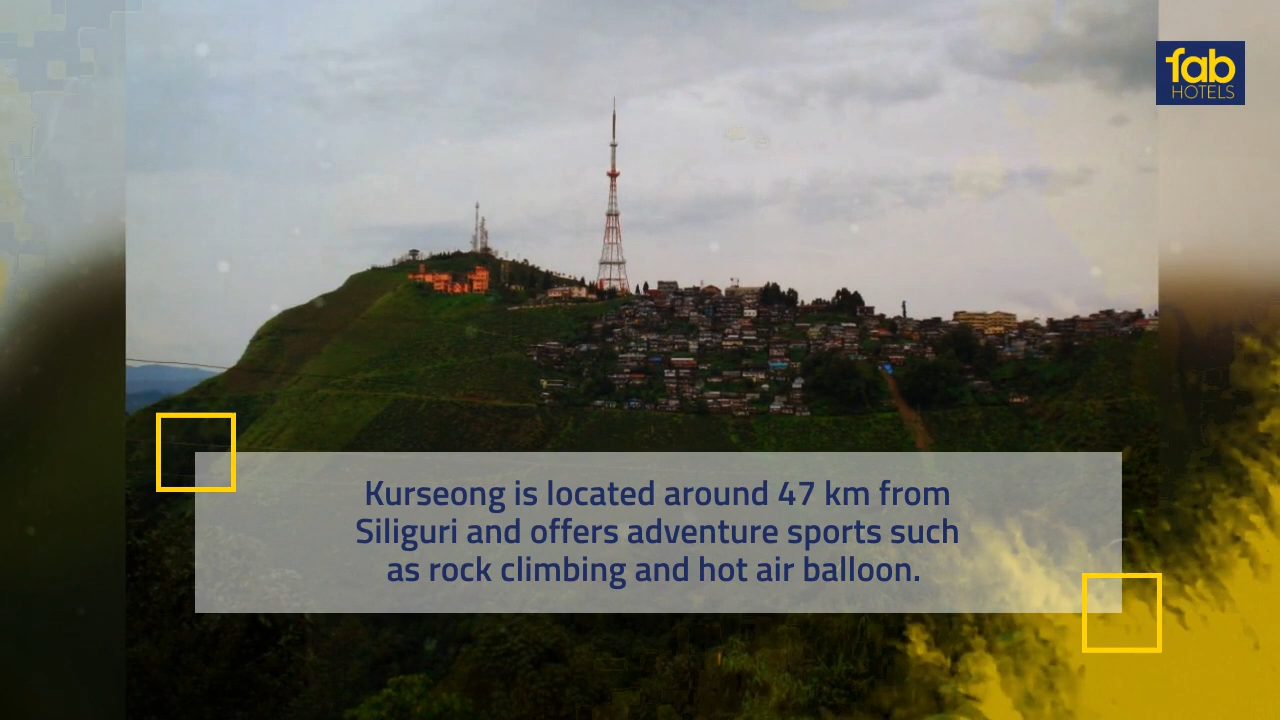 fab
HOTELS
Kurseong is located around 47 km from
Siliguri and offers adventure sports such
as rock climbing and hot air balloon.